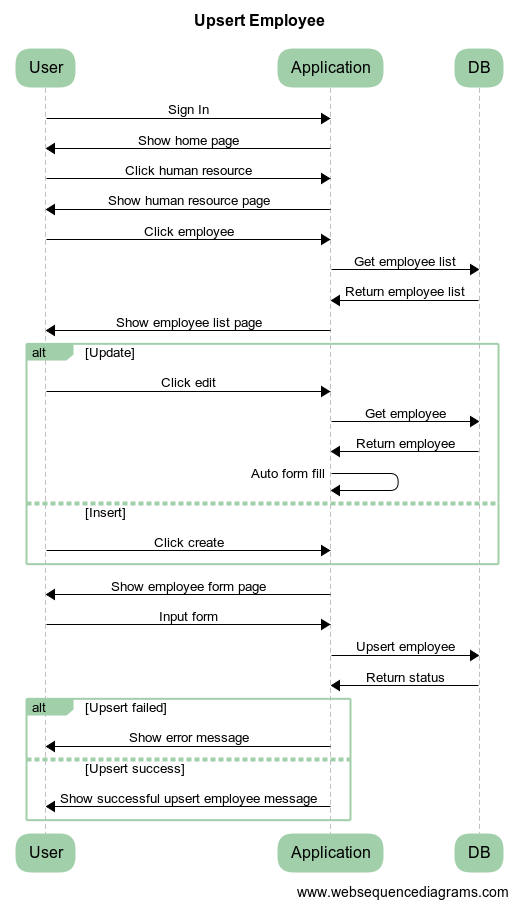 Upsert Employee
User Application DB
Sign In
Show home page
Click human resource
Show human resource page
Click employee
Get employee list
Return employee list
Show employee list page
alt [Update]
Click edit
Get employee
Return employee
Auto form fill
[Insert]
Click create
Show employee form page
Input form
Upsert employee
Return status
alt [Upsert failed]
Show error message
[Upsert success]
Show successful upsert employee message
User Application DB
www.websequencediagrams.com